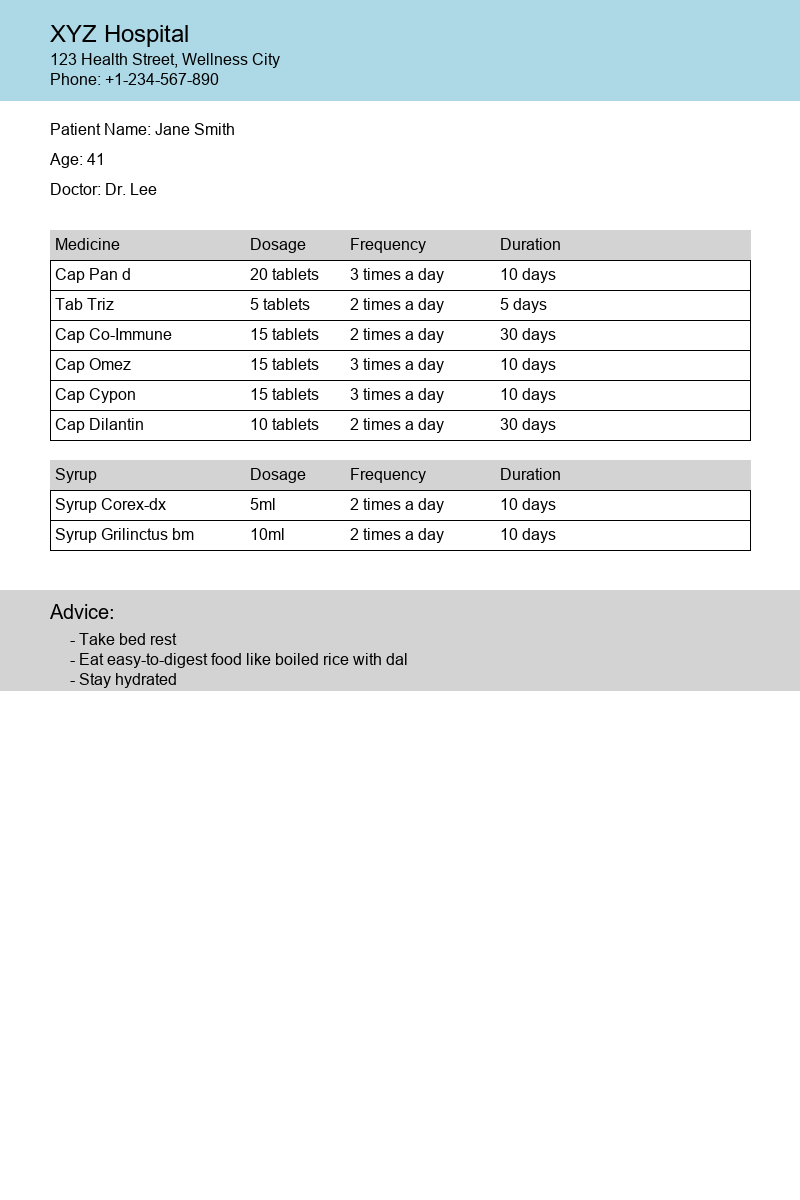 XYZ Hospital
123 Health Street, Wellness City
Phone: +1-234-567-890
Patient Name: Jane Smith
Age: 41
Doctor: Dr. Lee
Medicine Dosage Frequency Duration
Cap Pan d 20 tablets 3 times a day 10 days
Tab Triz 5 tablets 2 times a day 5 days
Cap Co-Immune 15 tablets 2 times a day 30 days
Cap Omez 15 tablets 3 times a day 10 days
Cap Cypon 15 tablets 3 times a day 10 days
Cap Dilantin 10 tablets 2 times a day 30 days
Syrup Dosage Frequency Duration
Syrup Corex-dx 5ml 2 times a day 10 days
Syrup Grilinctus bm 10ml 2 times a day 10 days
Advice:
- Take bed rest
- Eat easy-to-digest food like boiled rice with dal
- Stay hydrated